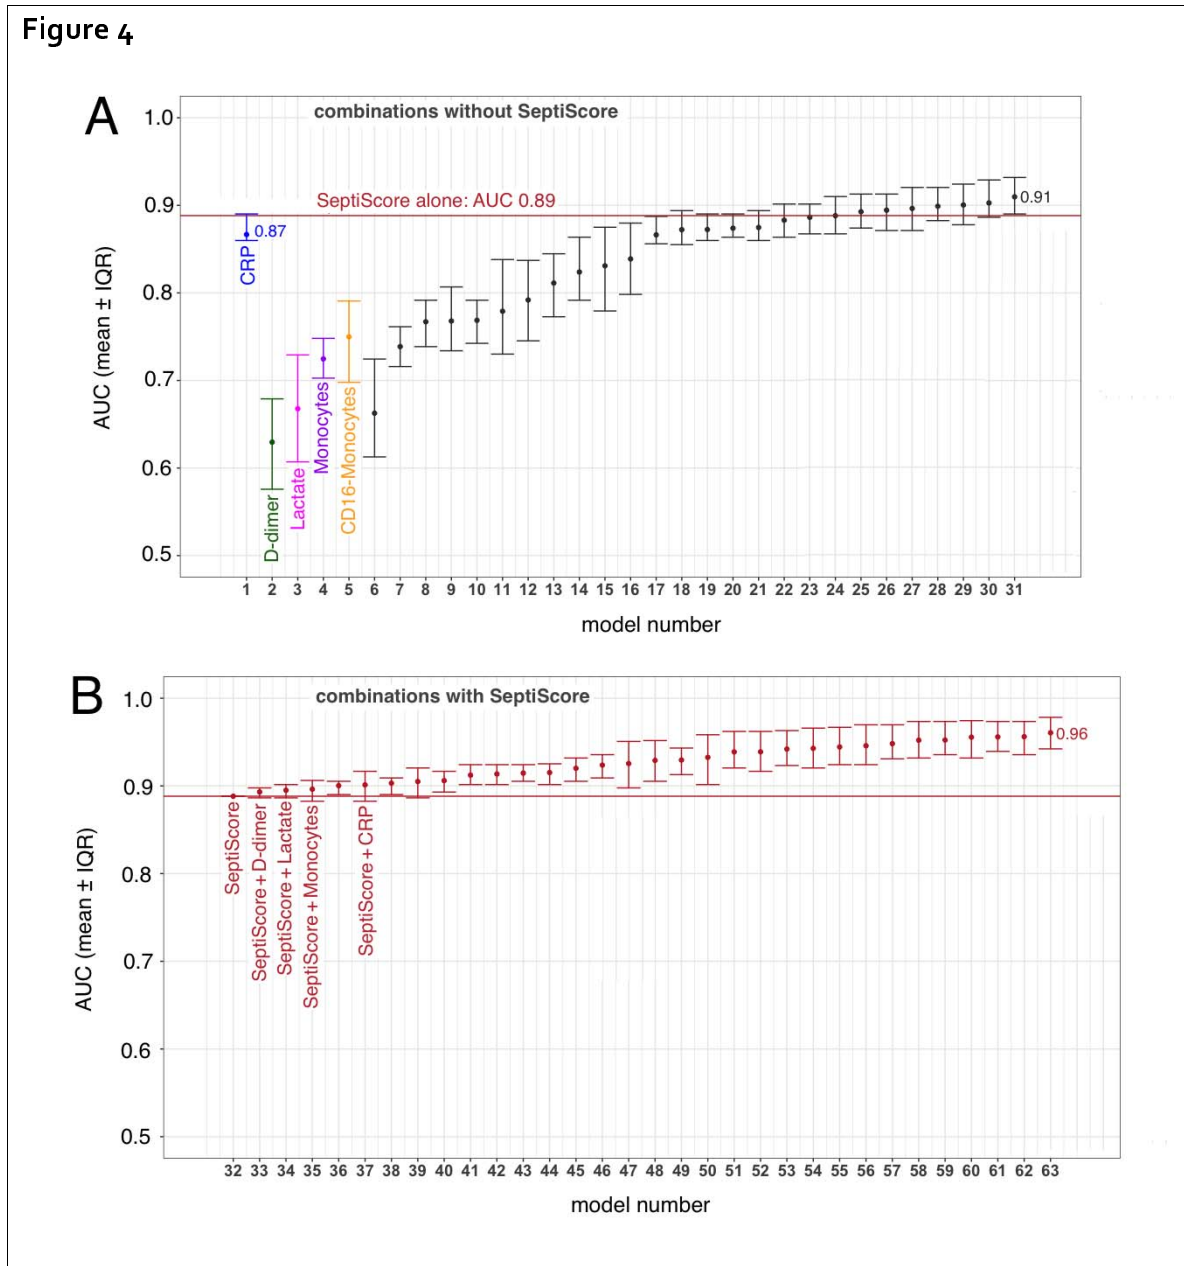 Figure 4
A
combinations without SeptiScore
SeptiScore alone: AUC 0.89
1.0
0.9
0.8
0.7
0.6
0.5
AUC (mean ± IQR)
0.87
CRP
D-dimer
Lactate
Monocytes
CD16-Monocytes
0.91
1 2 3 4 5 6 7 8 9 10 11 12 13 14 15 16 17 18 19 20 21 22 23 24 25 26 27 28 29 30 31
model number
B
combinations with SeptiScore
1.0
0.9
0.8
0.7
0.6
0.5
AUC (mean ± IQR)
SeptiScore
SeptiScore + D-dimer
SeptiScore + Lactate
SeptiScore + Monocytes
SeptiScore + CRP
0.96
32 33 34 35 36 37 38 39 40 41 42 43 44 45 46 47 48 49 50 51 52 53 54 55 56 57 58 59 60 61 62 63
model number